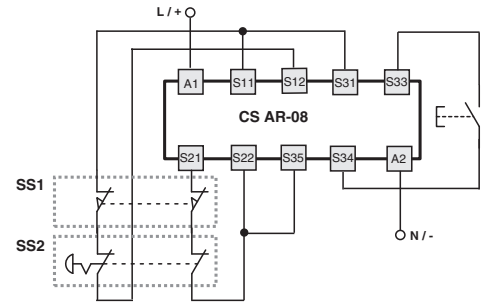 L / +
A1 S11 S12 S31 S33
CS AR-08
S21 S22 S35 S34 A2
SS1
SS2
N / -